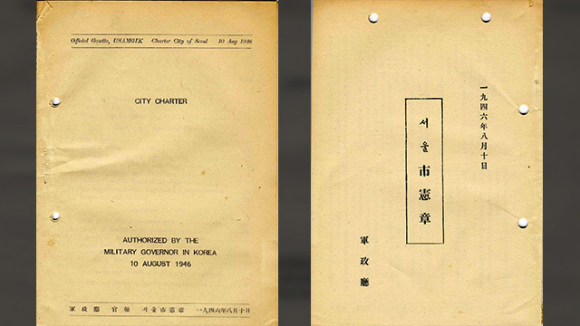 Official Gazette, USAMGIK Charter City of Seoul 10 Aug 1946
CITY CHARTER
AUTHORIZED BY THE
MILITARY GOVERNOR IN KOREA
10 AUGUST 1946
軍政廳 官報 서울市憲章 一九四六年八月十日
一九四六年八月十日
서울市憲章
軍政廳